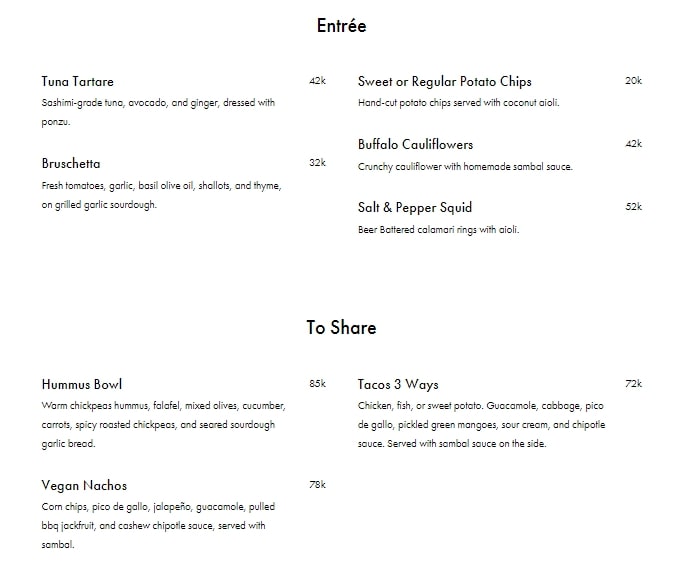 Entrée
Tuna Tartare 42k
Sashimi-grade tuna, avocado, and ginger, dressed with
ponzu.
Bruschetta 32k
Fresh tomatoes, garlic, basil olive oil, shallots, and thyme,
on grilled garlic sourdough.
Sweet or Regular Potato Chips 20k
Hand-cut potato chips served with coconut aioli.
Buffalo Cauliflowers 42k
Crunchy cauliflower with homemade sambal sauce.
Salt & Pepper Squid 52k
Beer Battered calamari rings with aioli.
To Share
Hummus Bowl 85k
Warm chickpeas hummus, falafel, mixed olives, cucumber,
carrots, spicy roasted chickpeas, and seared sourdough
garlic bread.
Vegan Nachos 78k
Corn chips, pico de gallo, jalapeño, guacamole, pulled
bbq jackfruit, and cashew chipotle sauce, served with
sambal.
Tacos 3 Ways 72k
Chicken, fish, or sweet potato. Guacamole, cabbage, pico
de gallo, pickled green mangoes, sour cream, and chipotle
sauce. Served with sambal sauce on the side.